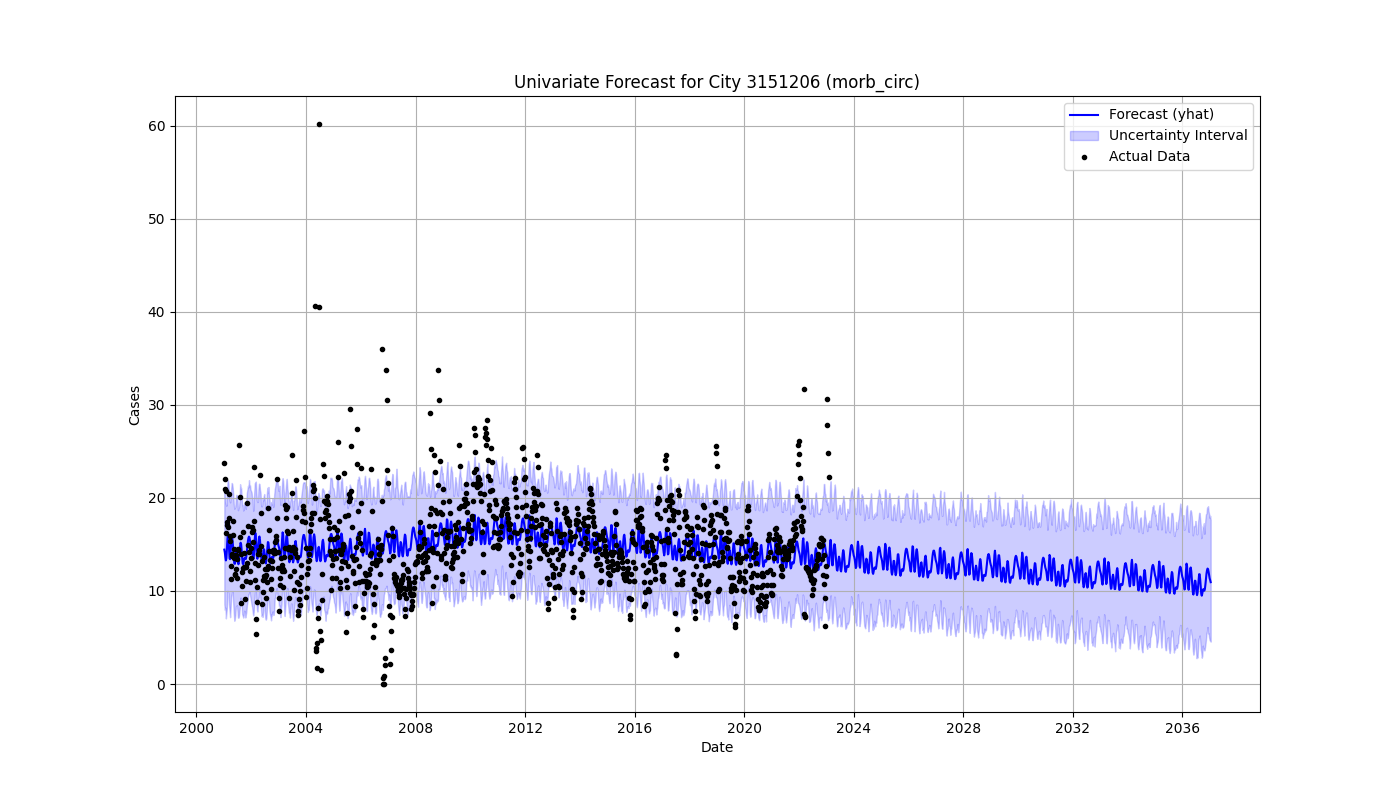 Univariate Forecast for City 3151206 (morb_circ)
Forecast (yhat)
Uncertainty Interval
Actual Data
60
50
40
30
20
10
0
Cases
2000 2004 2008 2012 2016 2020 2024 2028 2032 2036
Date